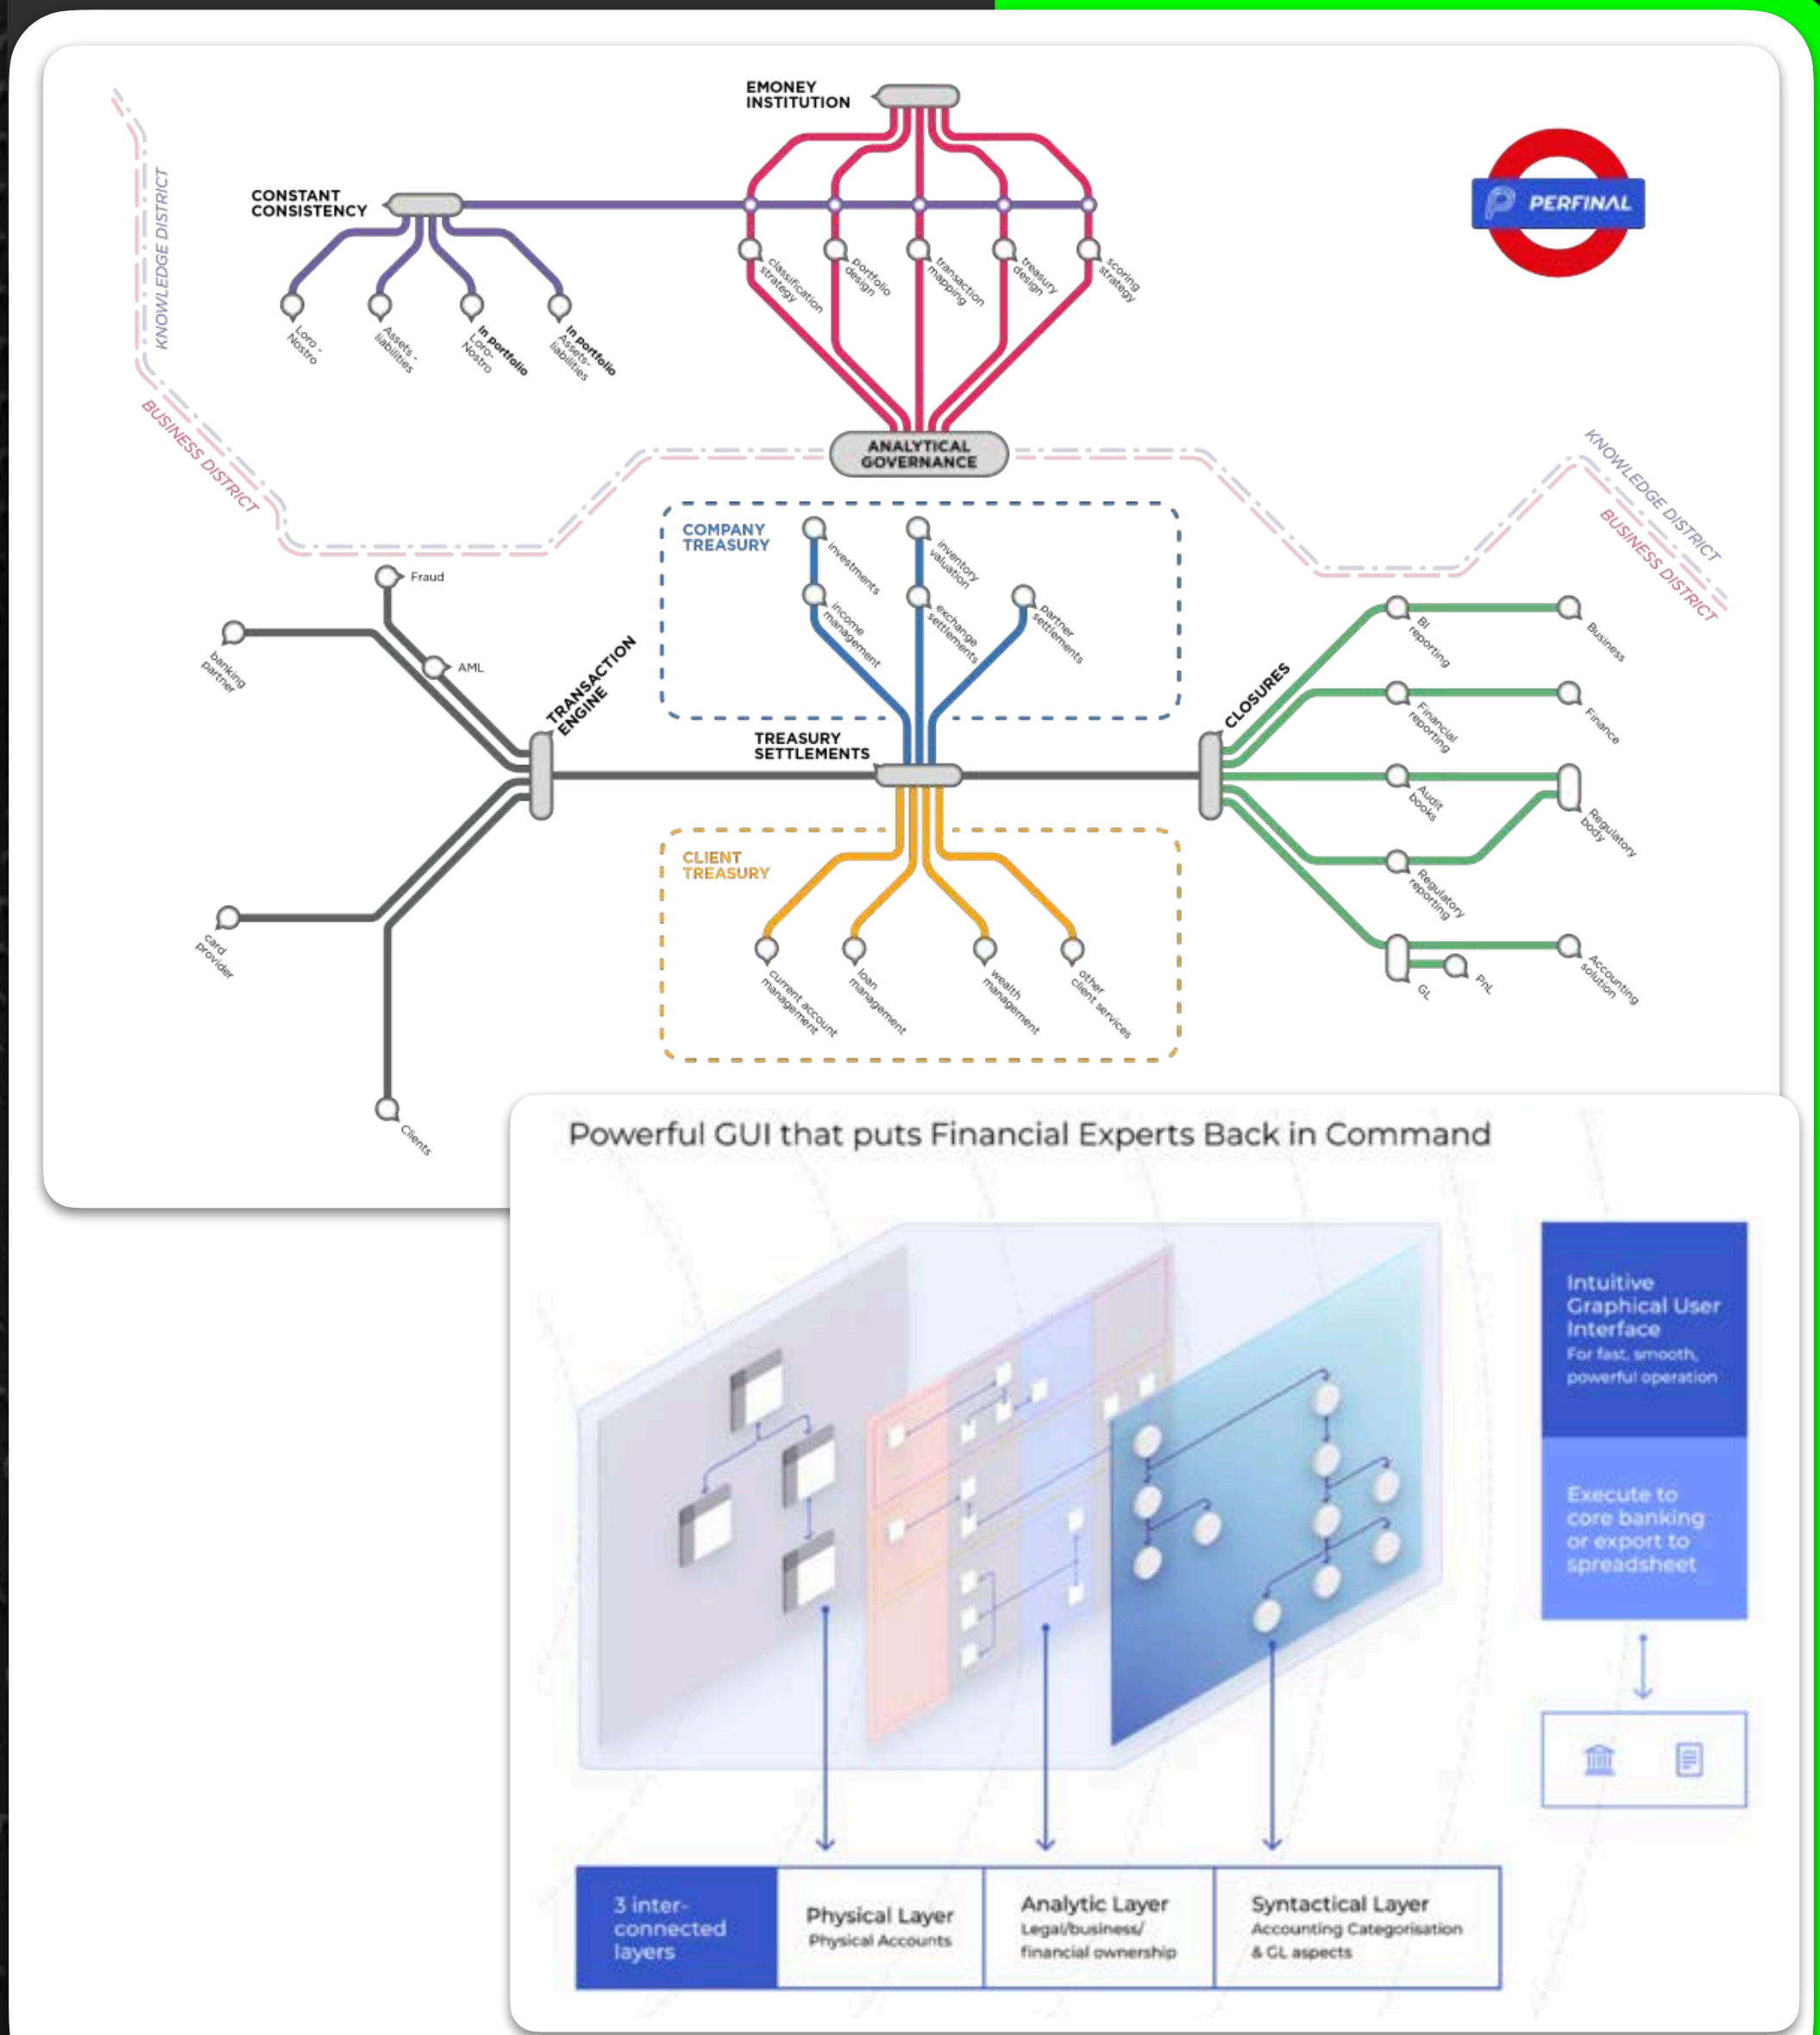 EMONEY
INSTITUTION
CONSTANT
CONSISTENCY
PERFINAL
KNOWLEDGE DISTRICT
BUSINESS DISTRICT
Loro -
Nostro
Assets -
liabilities
In portfolio
Loro-
Nostro
In portfolio
Assets-
liabilities
classification
strategy
portfolio
design
transaction
mapping
treasury
design
scoring
strategy
ANALYTICAL
GOVERNANCE
KNOWLEDGE DISTRICT
BUSINESS DISTRICT
COMPANY
TREASURY
investments
inventory
valuation
income
management
exchange
settlements
partner
settlements
Fraud
AML
banking
partner
TRANSACTION
ENGINE
TREASURY
SETTLEMENTS
CLOSURES
BI
reporting
Business
Financial
reporting
Finance
Audit
books
Regulatory
body
Regulatory
reporting
GL
PnL
Accounting
solution
CLIENT
TREASURY
current account
management
loan
management
wealth
management
other
client services
card
provider
Clients
Powerful GUI that puts Financial Experts Back in Command
Intuitive
Graphical User
Interface
For fast, smooth,
powerful operation
Execute to
core banking
or export to
spreadsheet
3 inter-
connected
layers
Physical Layer
Physical Accounts
Analytic Layer
Legal/business/
financial ownership
Syntactical Layer
Accounting Categorisation
& GL aspects